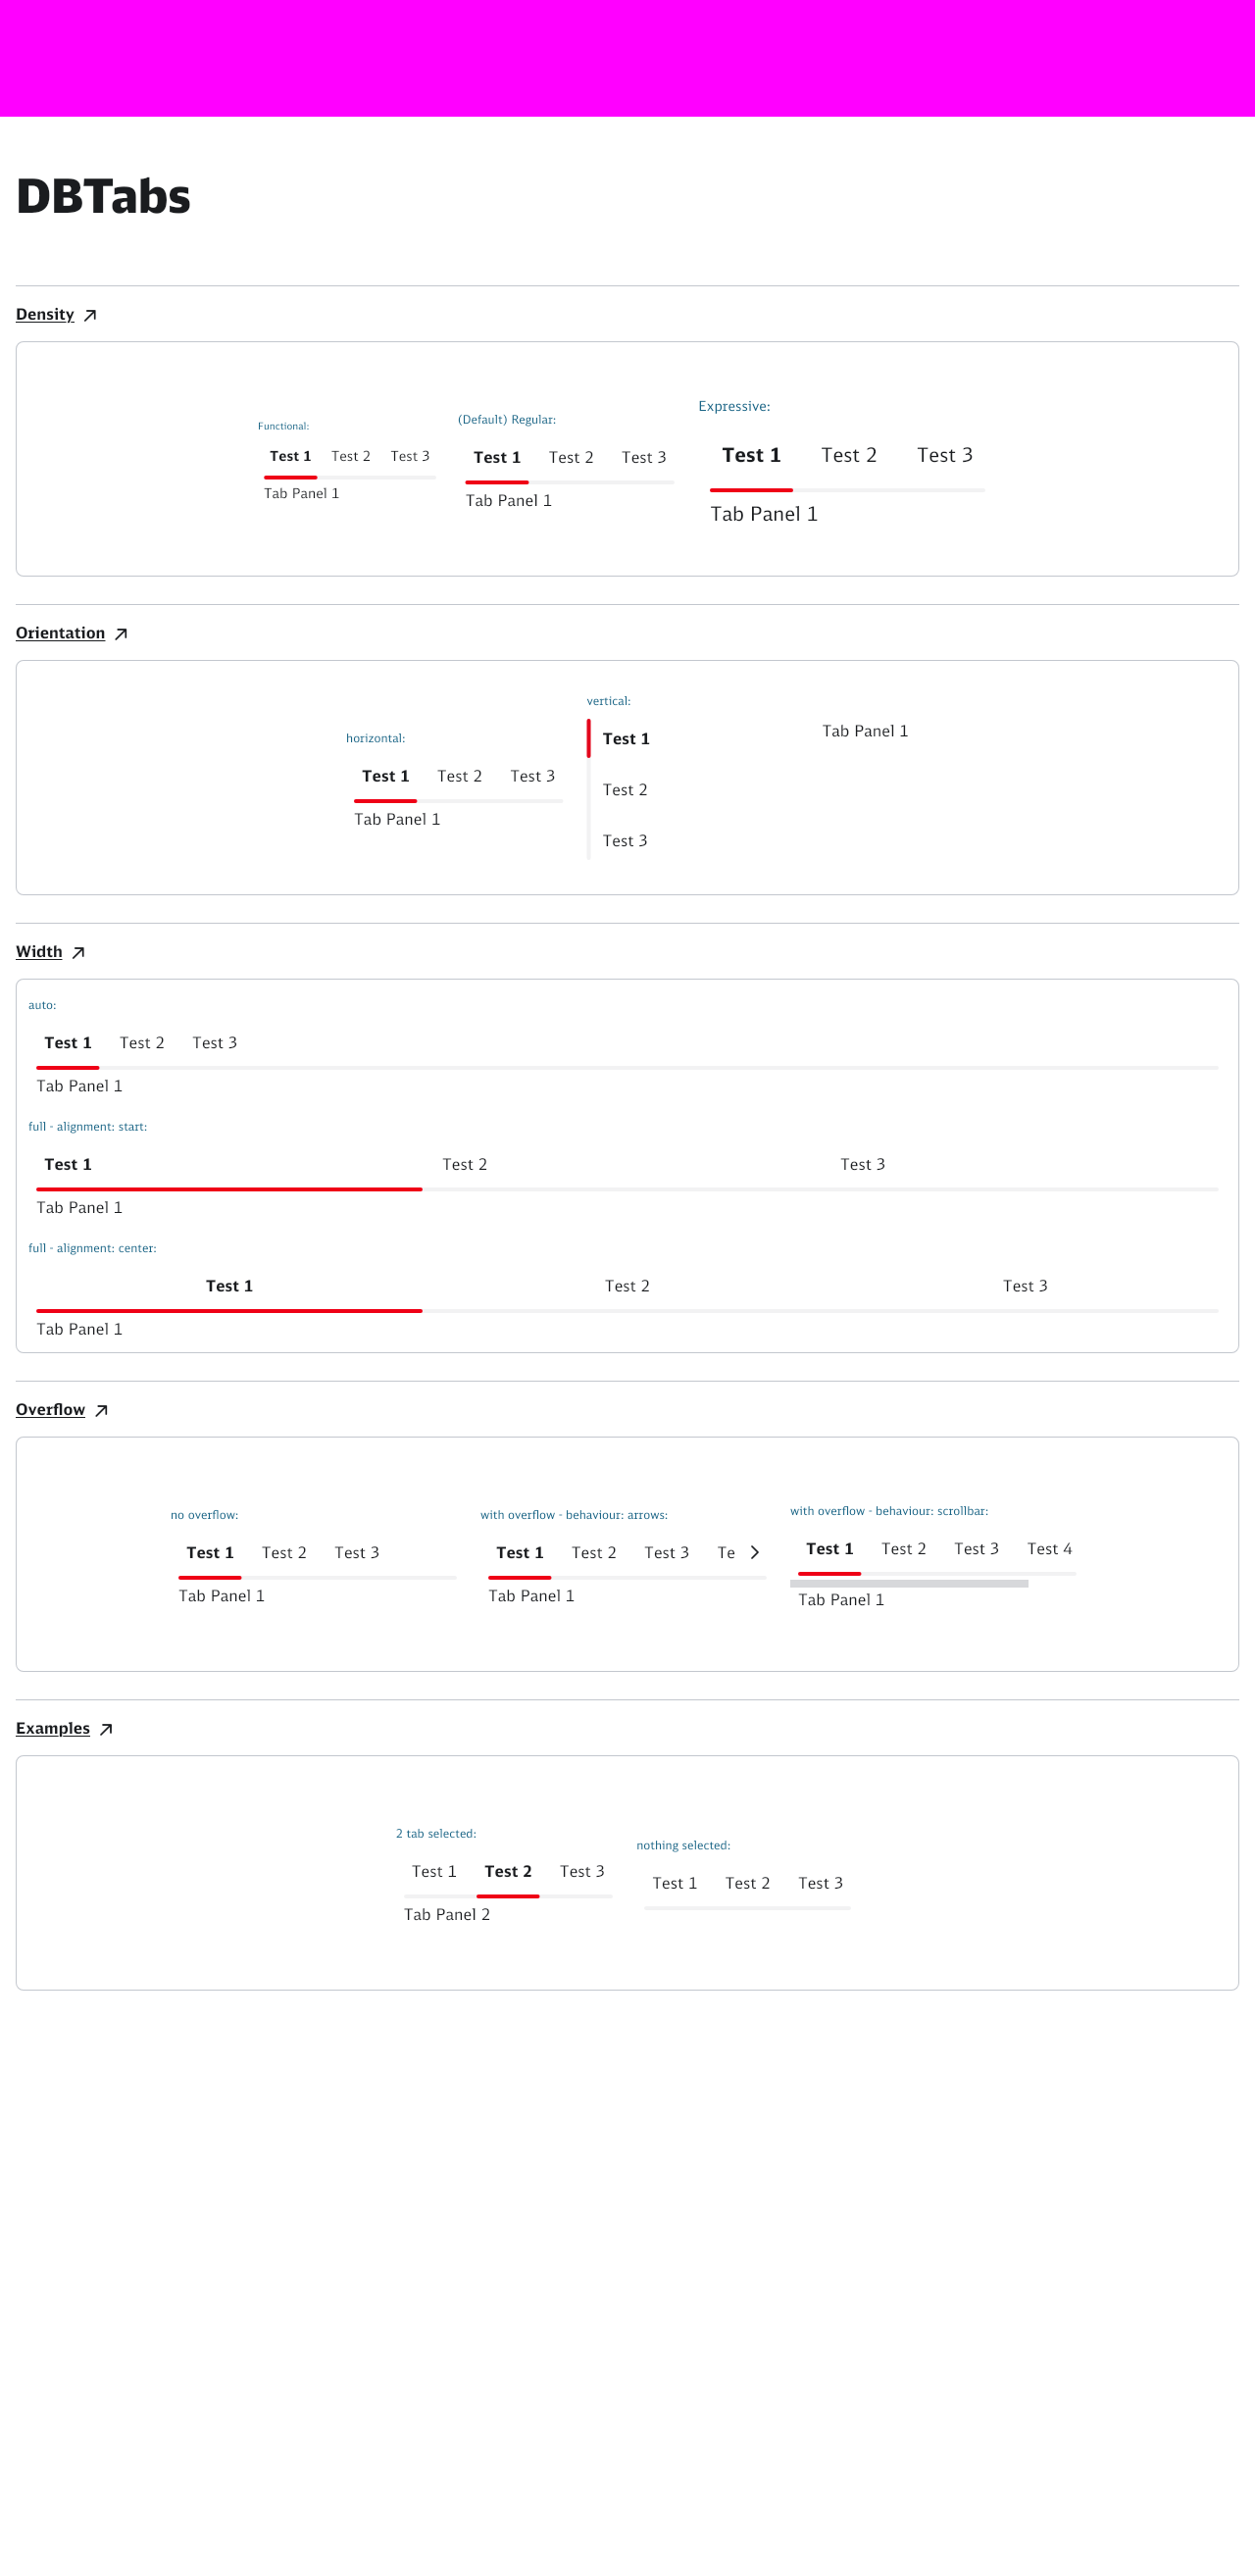 DBTabs
Density
Functional:
Test 1 Test 2 Test 3
Tab Panel 1
(Default) Regular:
Test 1 Test 2 Test 3
Tab Panel 1
Expressive:
Test 1 Test 2 Test 3
Tab Panel 1
Orientation
horizontal:
Test 1 Test 2 Test 3
Tab Panel 1
vertical:
Test 1
Test 2
Test 3
Tab Panel 1
Width
auto:
Test 1 Test 2 Test 3
Tab Panel 1
full - alignment: start:
Test 1 Test 2 Test 3
Tab Panel 1
full - alignment: center:
Test 1 Test 2 Test 3
Tab Panel 1
Overflow
no overflow:
Test 1 Test 2 Test 3
Tab Panel 1
with overflow - behaviour: arrows:
Test 1 Test 2 Test 3 Te
Tab Panel 1
with overflow - behaviour: scrollbar:
Test 1 Test 2 Test 3 Test 4
Tab Panel 1
Examples
2 tab selected:
Test 1 Test 2 Test 3
Tab Panel 2
nothing selected:
Test 1 Test 2 Test 3